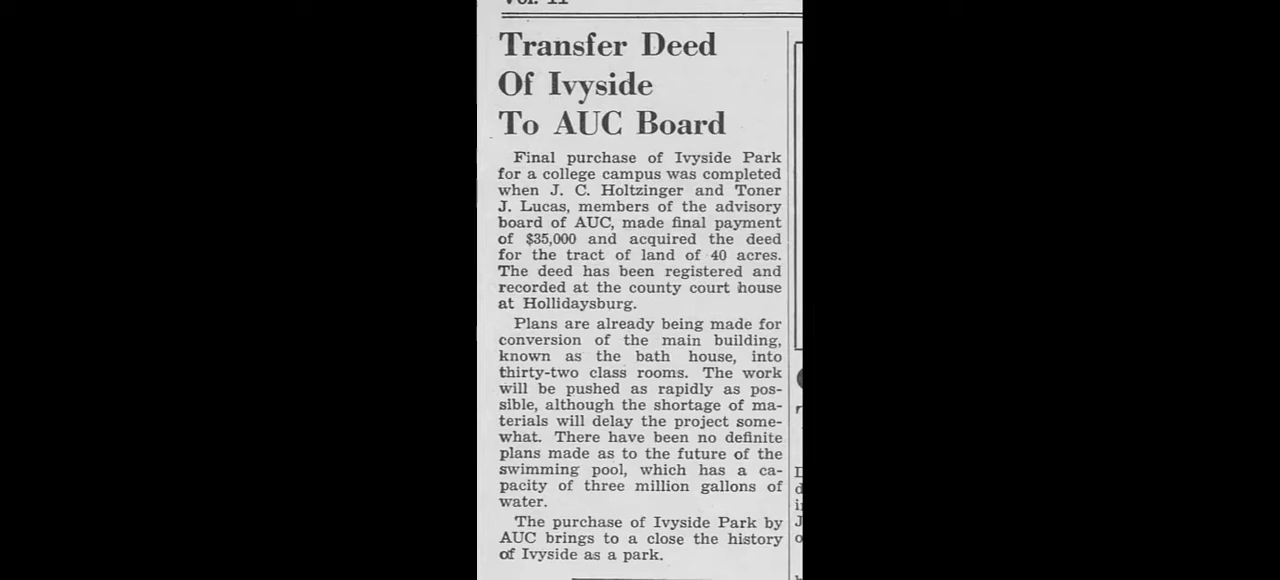 Vol. 11
Transfer Deed
Of Ivyside
To AUC Board
Final purchase of Ivyside Park
for a college campus was completed
when J. C. Holtzinger and Toner
J. Lucas, members of the advisory
board of AUC, made final payment
of $35,000 and acquired the deed
for the tract of land of 40 acres.
The deed has been registered and
recorded at the county court house
at Hollidaysburg.
Plans are already being made for
conversion of the main building,
known as the bath house, into
thirty-two class rooms. The work
will be pushed as rapidly as pos-
sible, although the shortage of ma-
terials will delay the project some-
what. There have been no definite
plans made as to the future of the
swimming pool, which has a ca-
pacity of three million gallons of
water.
The purchase of Ivyside Park by
AUC brings to a close the history
of Ivyside as a park.